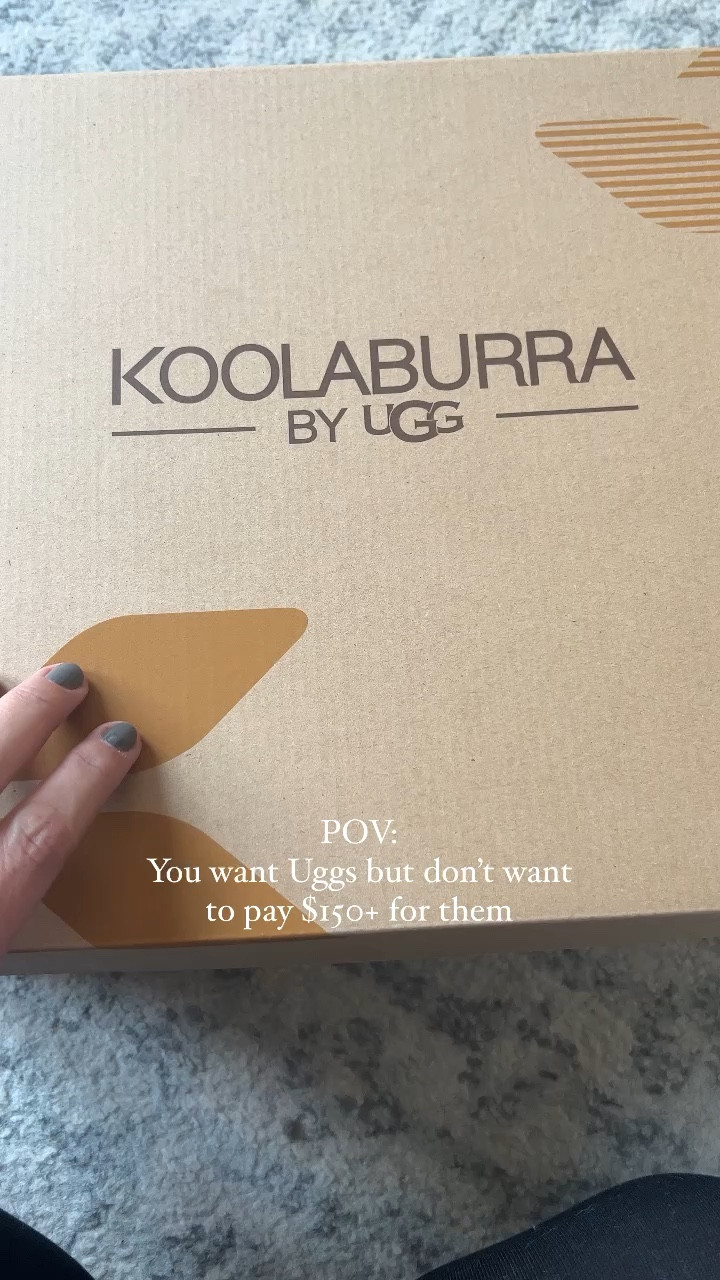 KOOLABURRA
BY UGG
POV:
You want Uggs but don't want
to pay $150+ for them